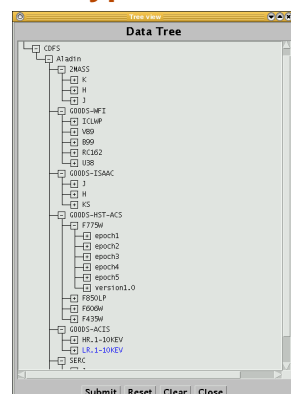 Tree view
Data Tree
CDFS
Aladin
2MASS
K
H
J
GOODS-WFI
ICLWP
V89
B99
RC162
U38
GOODS-ISAAC
J
H
KS
GOODS-HST-ACS
F775W
epoch1
epoch2
epoch3
epoch4
epoch5
version1.0
F850LP
F606W
F435W
GOODS-ACIS
HR.1-10KEV
LR.1-10KEV
SERC
Submit Reset Clear Close